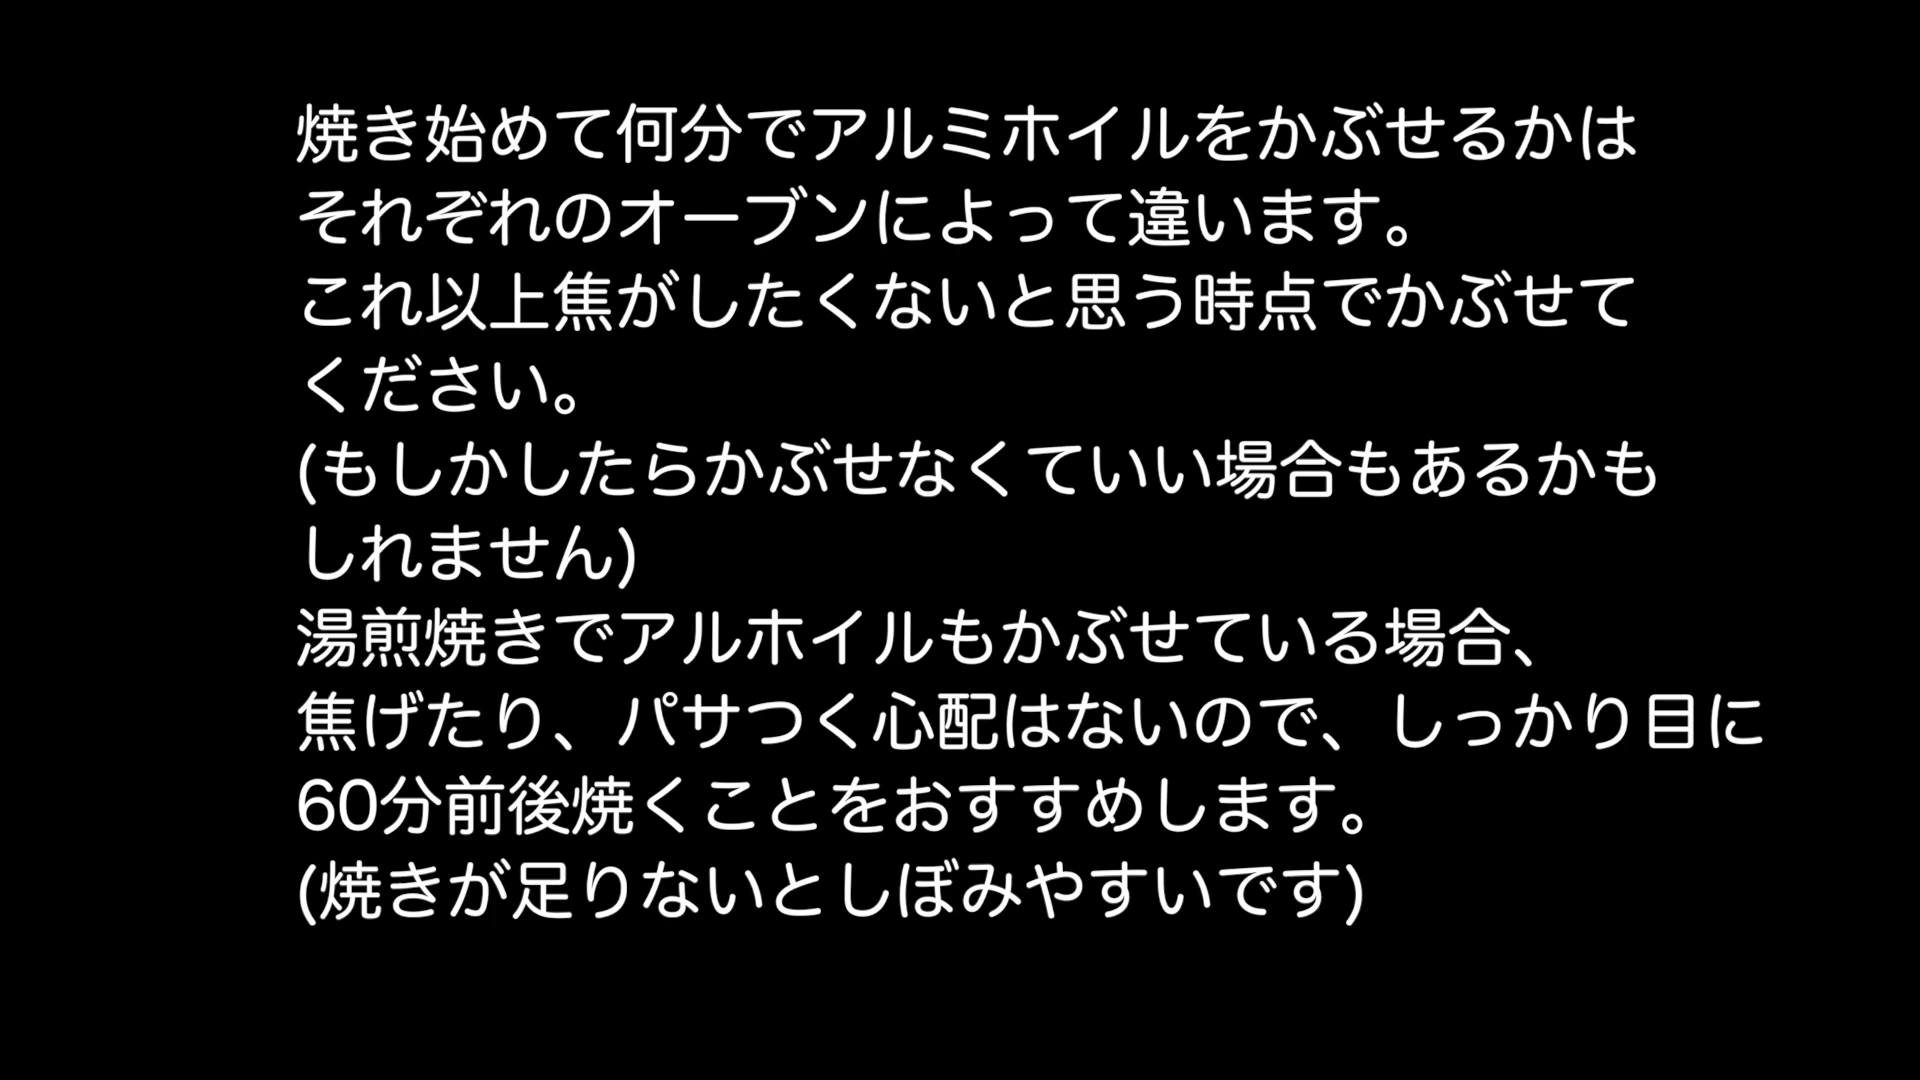 焼き始めて何分でアルミホイルをかぶせるかは
それぞれのオーブンによって違います。
これ以上焦がしたくないと思う時点でかぶせて
ください。
(もしかしたらかぶせなくていい場合もあるかも
しれません)
湯煎焼きでアルホイルもかぶせている場合、
焦げたり、パサつく心配はないので、しっかり目に
60分前後焼くことをおすすめします。
(焼きが足りないとしぼみやすいです)